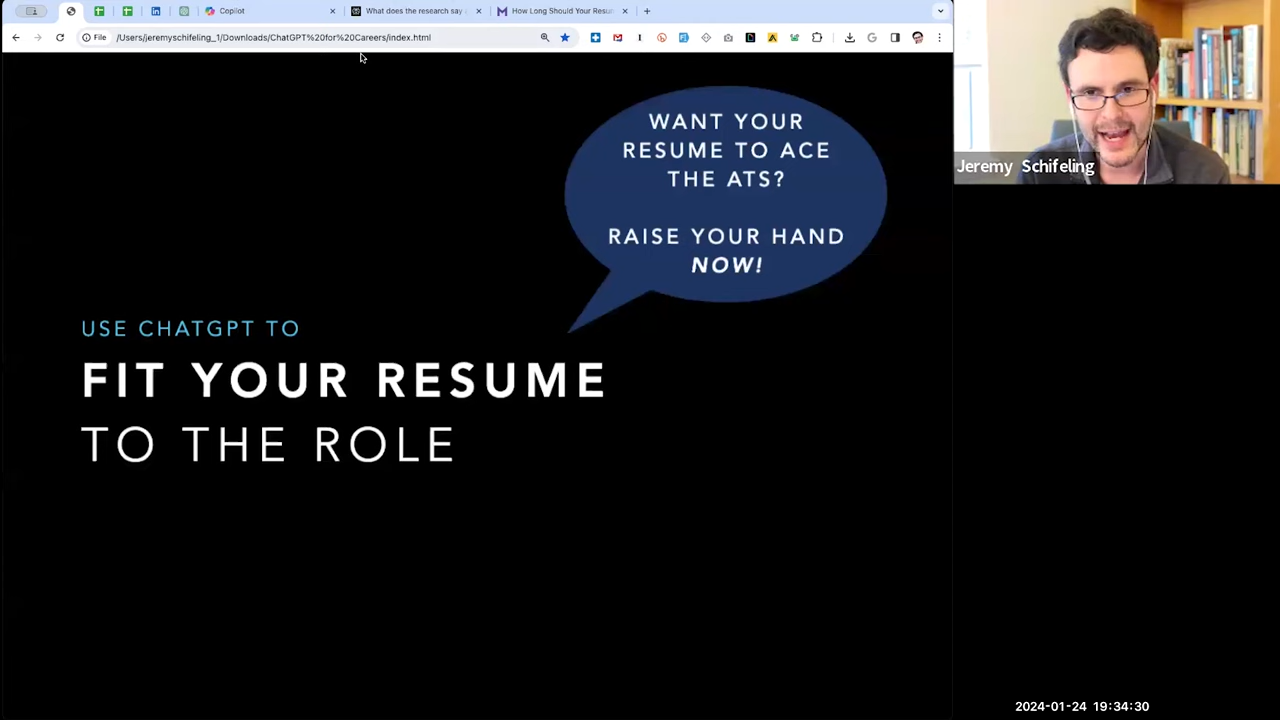 Copilot
What does the research say
How Long Should Your Resu
File
/Users/jeremyschifeling_1/Downloads/ChatGPT%20for%20Careers/index.html
WANT YOUR
RESUME TO ACE
THE ATS?
RAISE YOUR HAND
NOW!
USE CHATGPT TO
FIT YOUR RESUME
TO THE ROLE
Jeremy Schifeling
2024-01-24 19:34:30